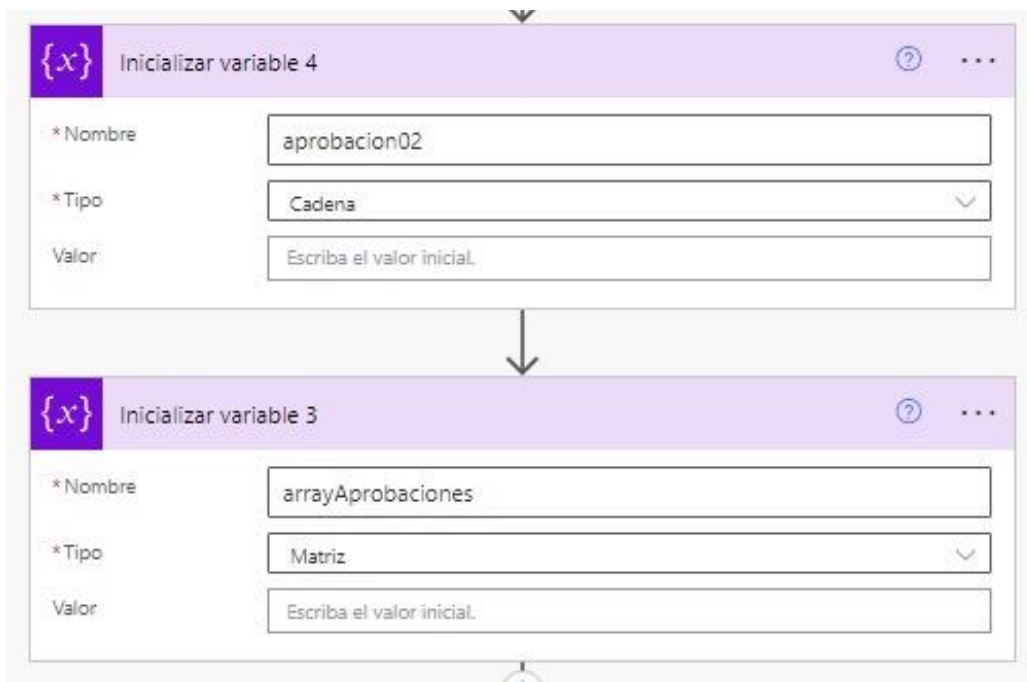 {x} Inicializar variable 4 ? ...
* Nombre aprobacion02
* Tipo Cadena
Valor Escriba el valor inicial.
{x} Inicializar variable 3 ? ...
* Nombre arrayAprobaciones
* Tipo Matriz
Valor Escriba el valor inicial.